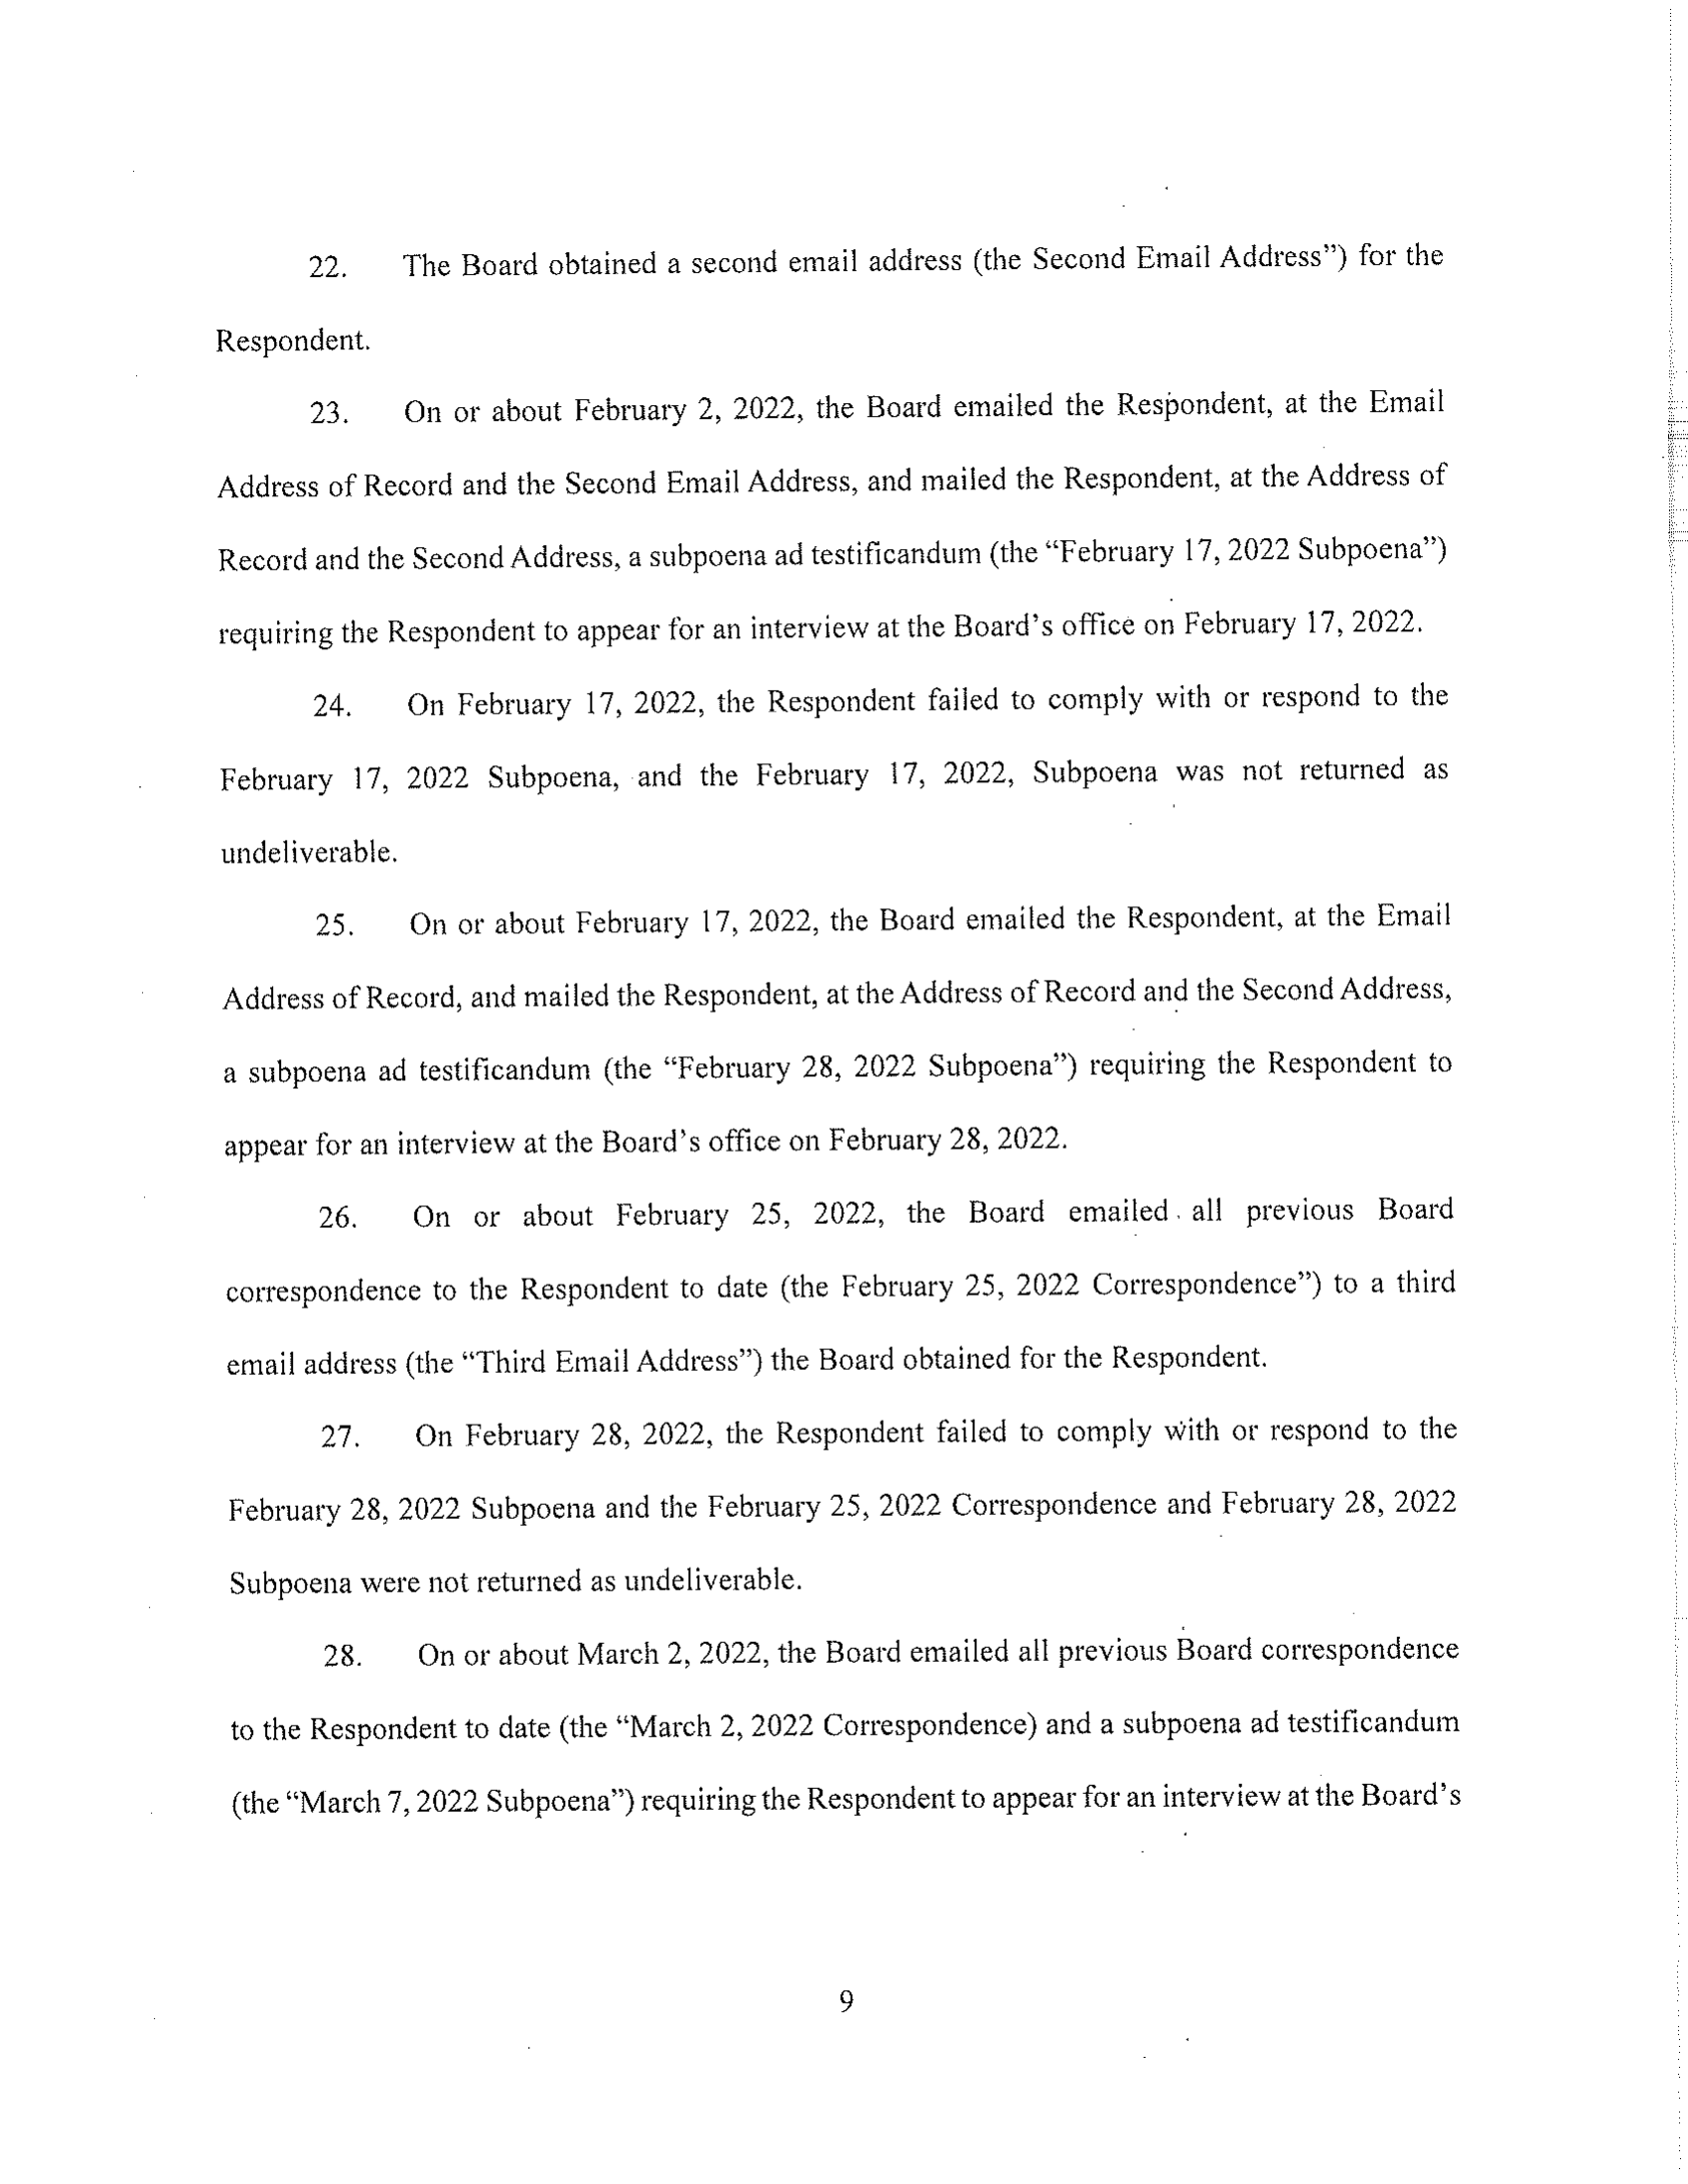 22. The Board obtained a second email address (the Second Email Address”) for the
Respondent.
23. On or about February 2, 2022, the Board emailed the Respondent, at the Email
Address of Record and the Second Email Address, and mailed the Respondent, at the Address of
Record and the Second Address, a subpoena ad testificandum (the “February 17, 2022 Subpoena”)
requiring the Respondent to appear for an interview at the Board’s office on February 17, 2022.
24. On February 17, 2022, the Respondent failed to comply with or respond to the
February 17, 2022 Subpoena, and the February 17, 2022, Subpoena was not returned as
undeliverable.
25. On or about February 17, 2022, the Board emailed the Respondent, at the Email
Address of Record, and mailed the Respondent, at the Address of Record and the Second Address,
a subpoena ad testificandum (the “February 28, 2022 Subpoena”) requiring the Respondent to
appear for an interview at the Board’s office on February 28, 2022.
26. On or about February 25, 2022, the Board emailed all previous Board
correspondence to the Respondent to date (the February 25, 2022 Correspondence”) to a third
email address (the “Third Email Address”) the Board obtained for the Respondent.
27. On February 28, 2022, the Respondent failed to comply with or respond to the
February 28, 2022 Subpoena and the February 25, 2022 Correspondence and February 28, 2022
Subpoena were not returned as undeliverable.
28. On or about March 2, 2022, the Board emailed all previous Board correspondence
to the Respondent to date (the “March 2, 2022 Correspondence) and a subpoena ad testificandum
(the “March 7, 2022 Subpoena”) requiring the Respondent to appear for an interview at the Board’s
9